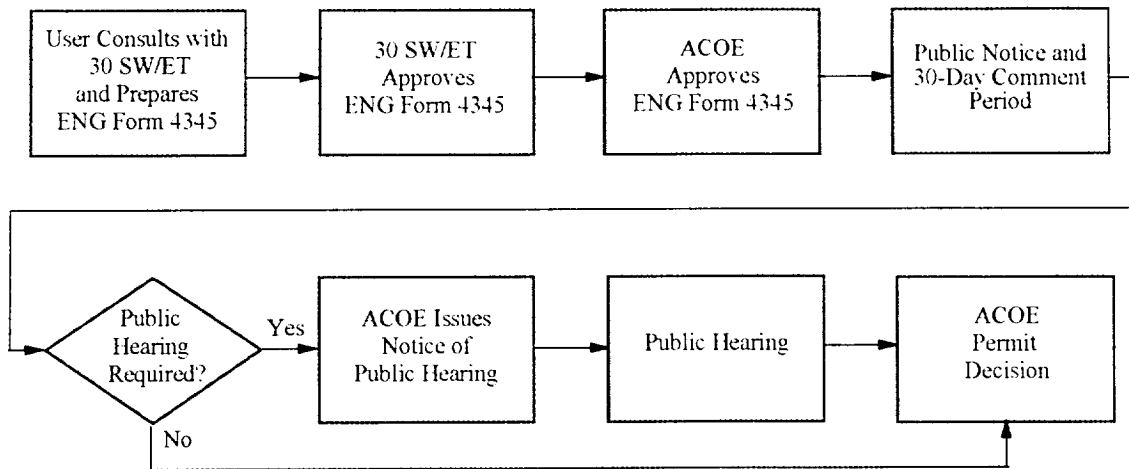 User Consults with
30 SW/ET
and Prepares
ENG Form 4345
30 SW/ET
Approves
ENG Form 4345
ACOE
Approves
ENG Form 4345
Public Notice and
30-Day Comment
Period
Public
Hearing
Required?
Yes
No
ACOE Issues
Notice of
Public Hearing
Public Hearing
ACOE
Permit
Decision